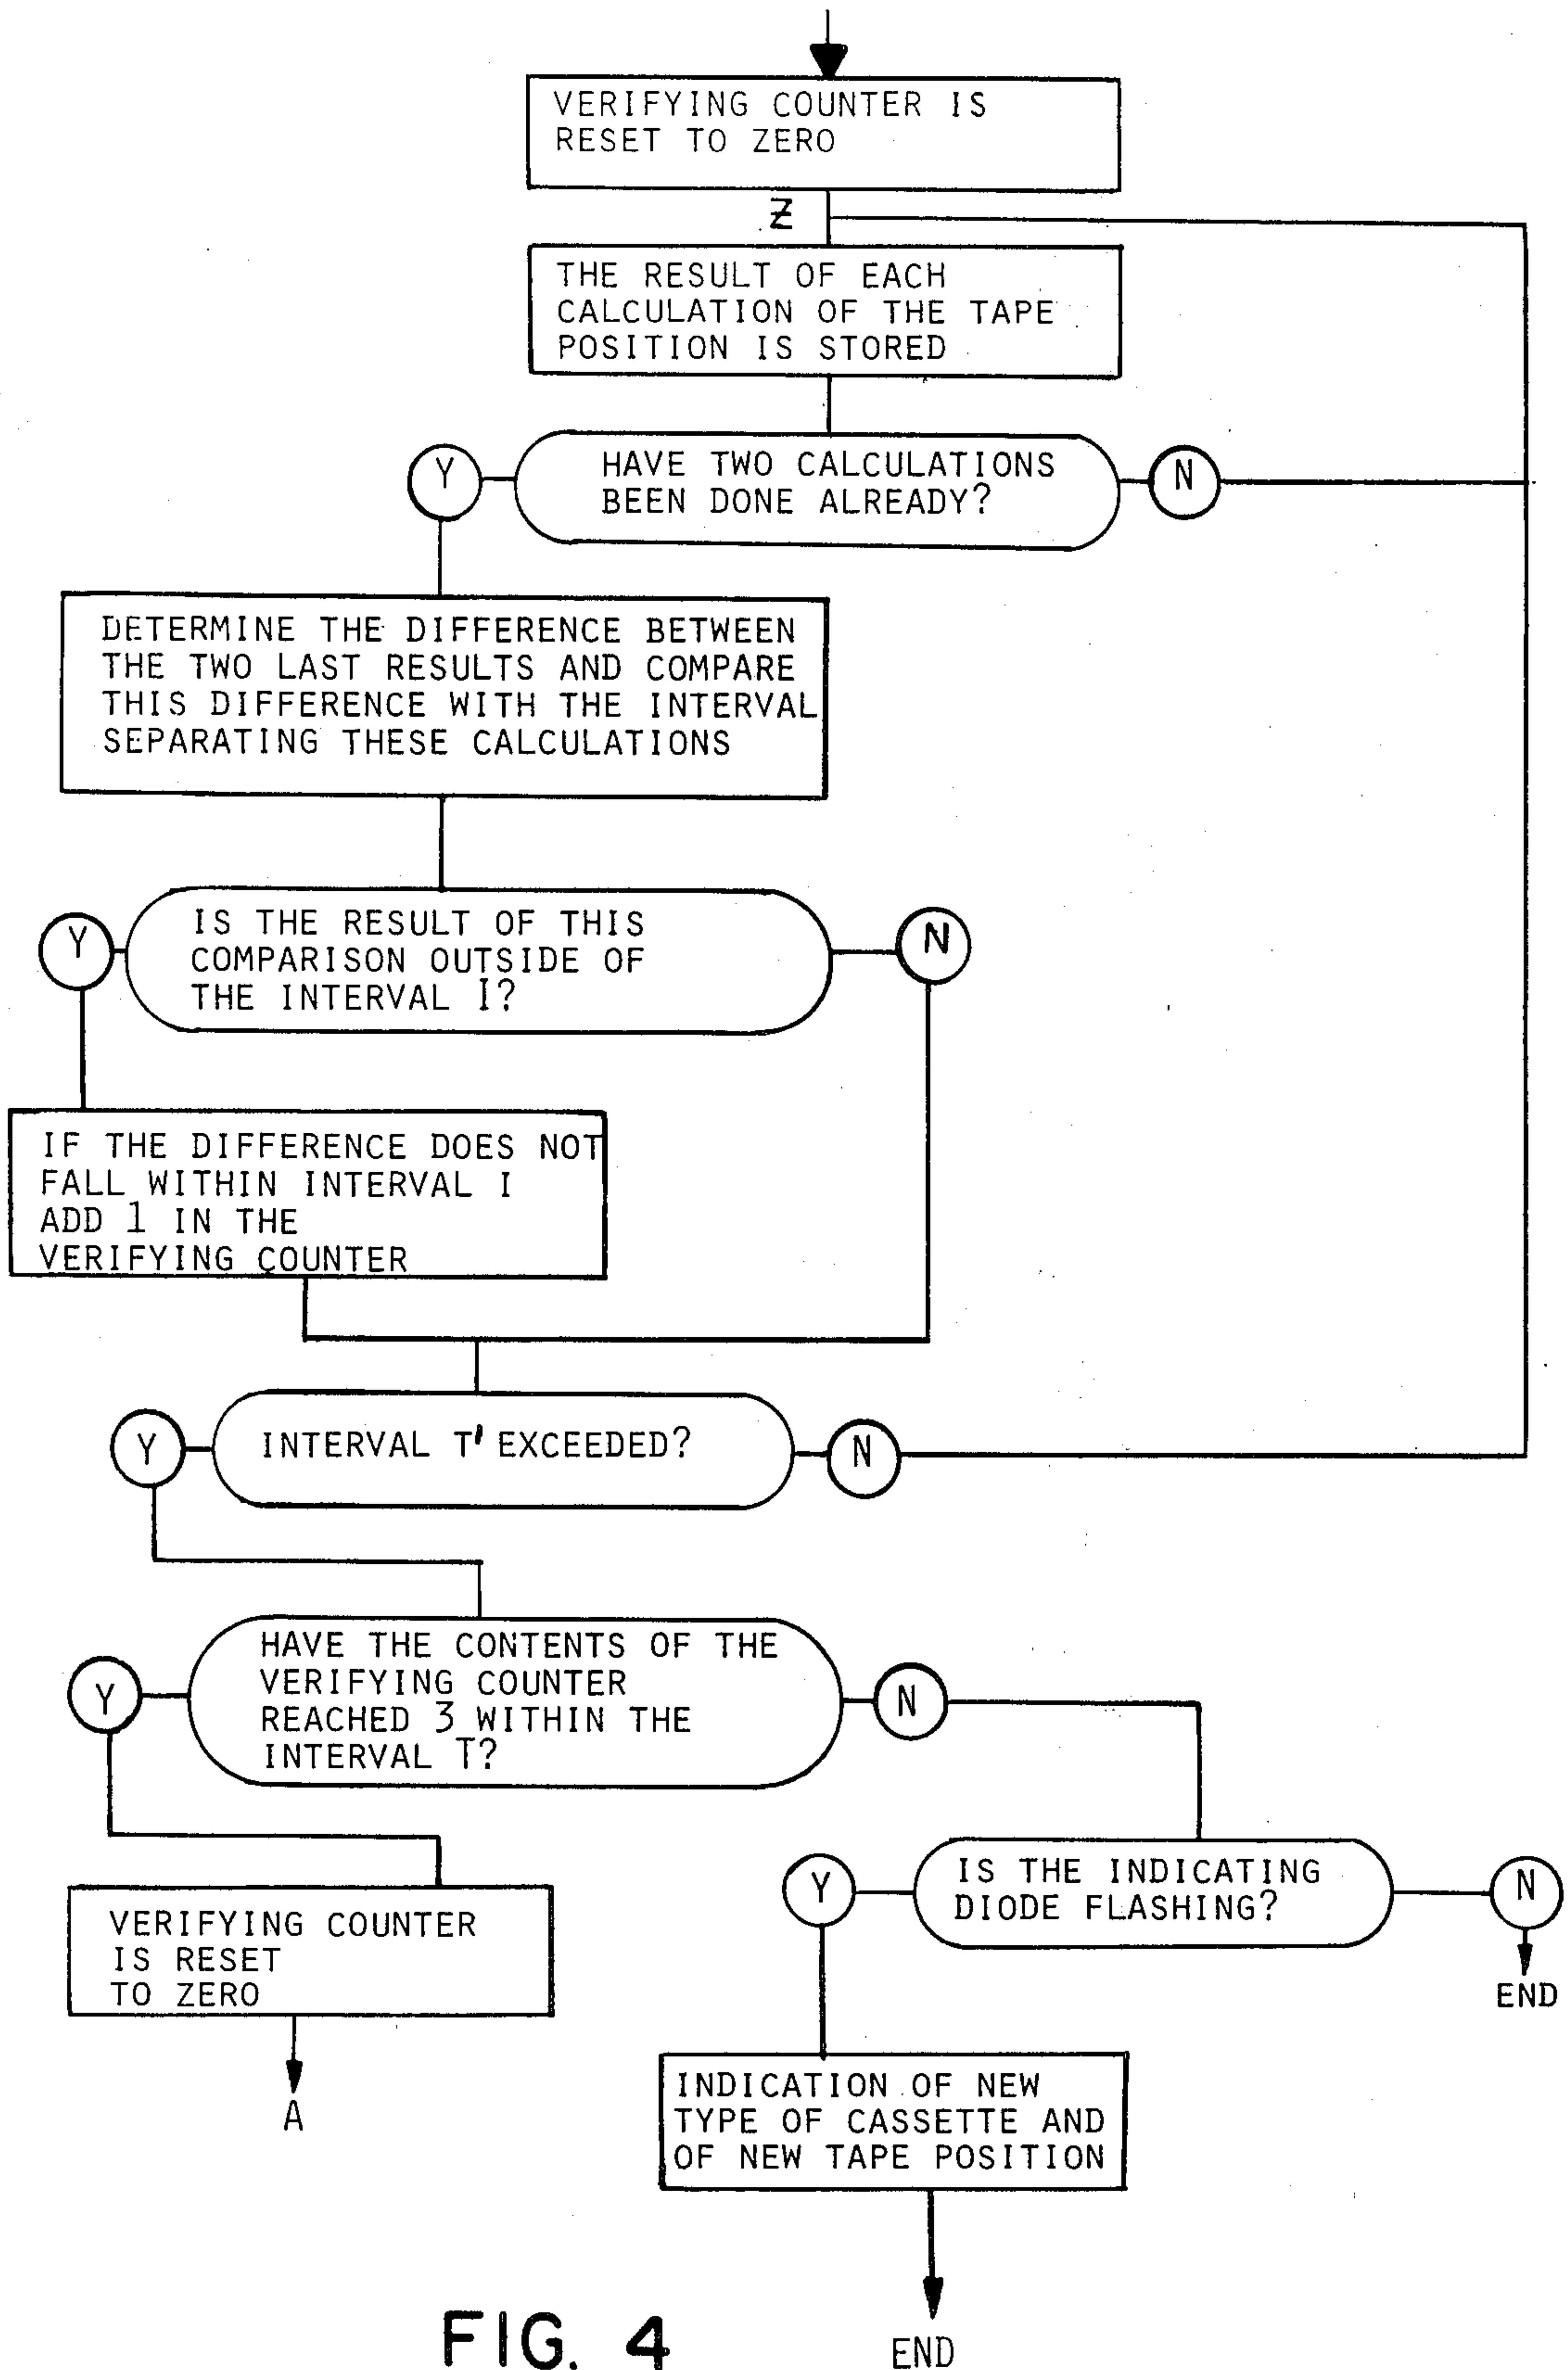 VERIFYING COUNTER IS
RESET TO ZERO
Z
THE RESULT OF EACH
CALCULATION OF THE TAPE
POSITION IS STORED
Y
HAVE TWO CALCULATIONS
BEEN DONE ALREADY?
N
DETERMINE THE DIFFERENCE BETWEEN
THE TWO LAST RESULTS AND COMPARE
THIS DIFFERENCE WITH THE INTERVAL
SEPARATING THESE CALCULATIONS
Y
IS THE RESULT OF THIS
COMPARISON OUTSIDE OF
THE INTERVAL I?
N
IF THE DIFFERENCE DOES NOT
FALL WITHIN INTERVAL I
ADD 1 IN THE
VERIFYING COUNTER
Y
INTERVAL T' EXCEEDED?
N
Y
HAVE THE CONTENTS OF THE
VERIFYING COUNTER
REACHED 3 WITHIN THE
INTERVAL T?
N
Y
IS THE INDICATING
DIODE FLASHING?
N
END
VERIFYING COUNTER
IS RESET
TO ZERO
A
INDICATION OF NEW
TYPE OF CASSETTE AND
OF NEW TAPE POSITION
END
FIG. 4